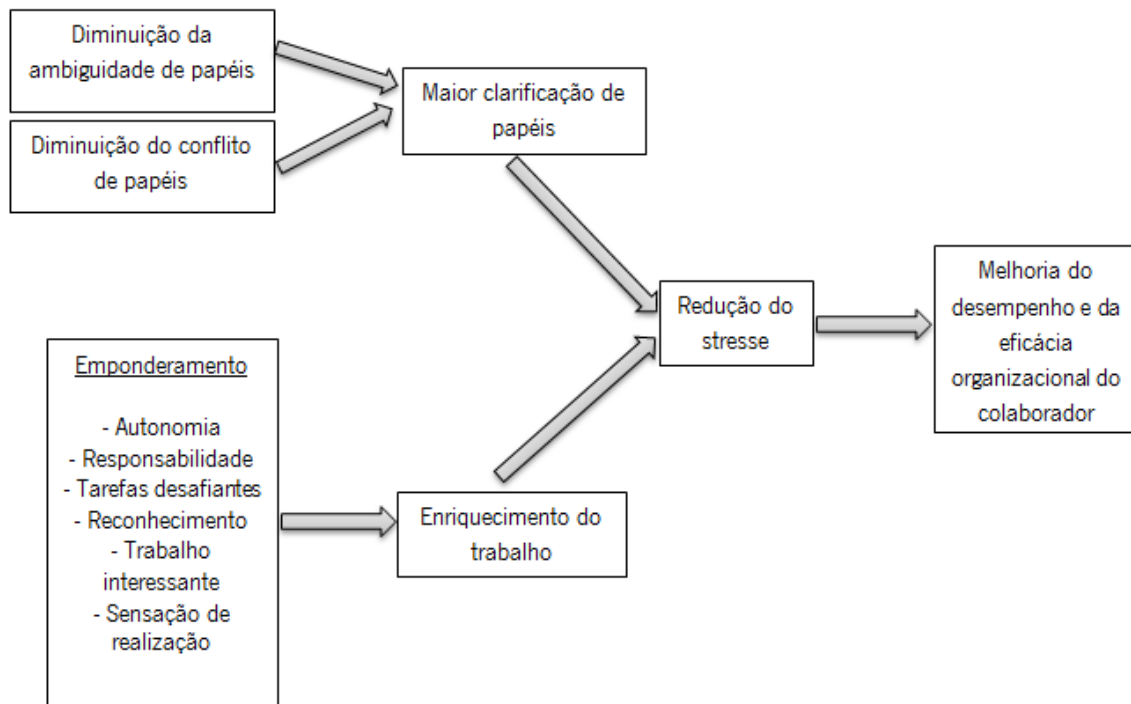 Diminuição da
ambiguidade de papéis
Diminuição do conflito
de papéis
Maior clarificação de
papéis
Redução do
stresse
Melhoria do
desempenho e da
eficácia
organizacional do
colaborador
Emponderamento
- Autonomia
- Responsabilidade
- Tarefas desafiantes
- Reconhecimento
- Trabalho
interessante
- Sensação de
realização
Enriquecimento do
trabalho